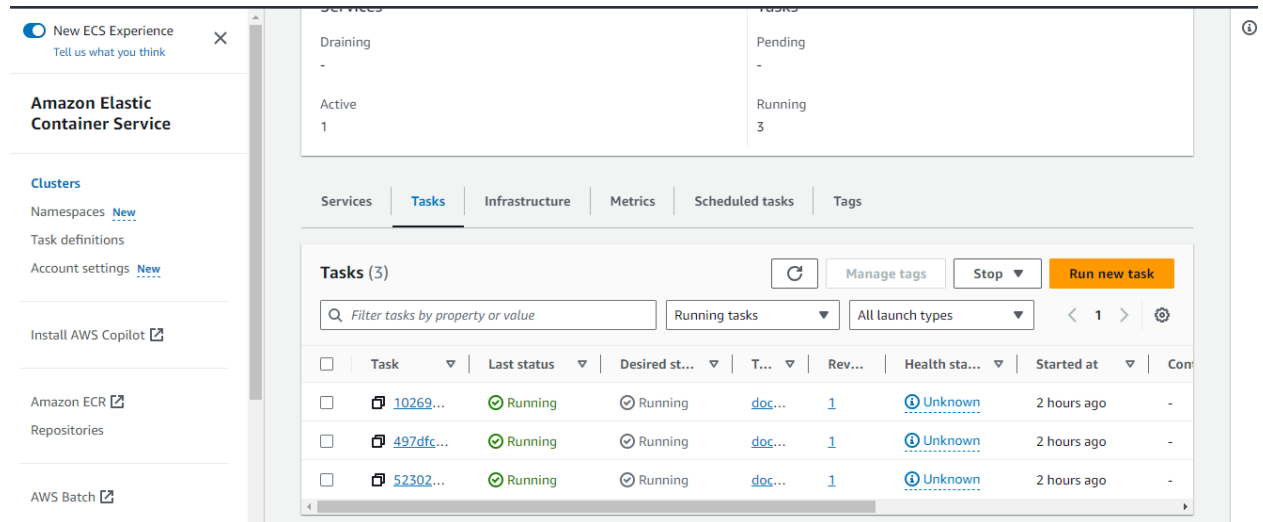 New ECS Experience
Tell us what you think
Amazon Elastic
Container Service
Clusters
Namespaces New
Task definitions
Account settings New
Install AWS Copilot
Amazon ECR
Repositories
AWS Batch
Services Tasks
Draining Pending
- -
Active Running
1 3
Services Tasks Infrastructure Metrics Scheduled tasks Tags
Tasks (3) Manage tags Stop Run new task
Filter tasks by property or value Running tasks All launch types 1
Task Last status Desired st... T... Rev... Health sta... Started at Con
10269... Running Running doc... 1 Unknown 2 hours ago -
497dfc... Running Running doc... 1 Unknown 2 hours ago -
52302... Running Running doc... 1 Unknown 2 hours ago -